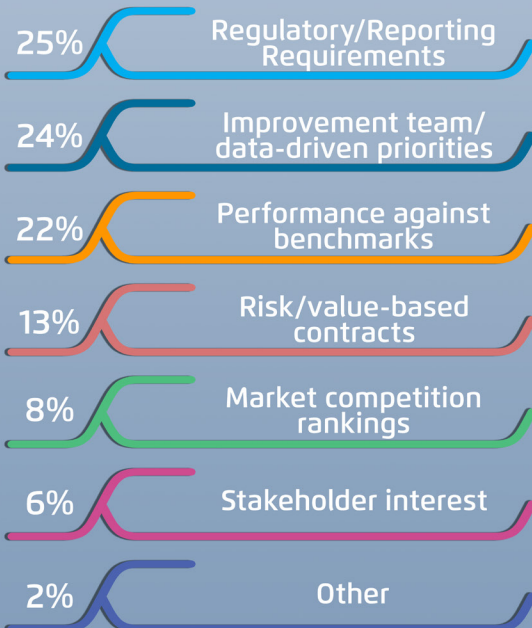 25%
Regulatory/Reporting
Requirements
24%
Improvement team/
data-driven priorities
22%
Performance against
benchmarks
13%
Risk/value-based
contracts
8%
Market competition
rankings
6%
Stakeholder interest
2%
Other